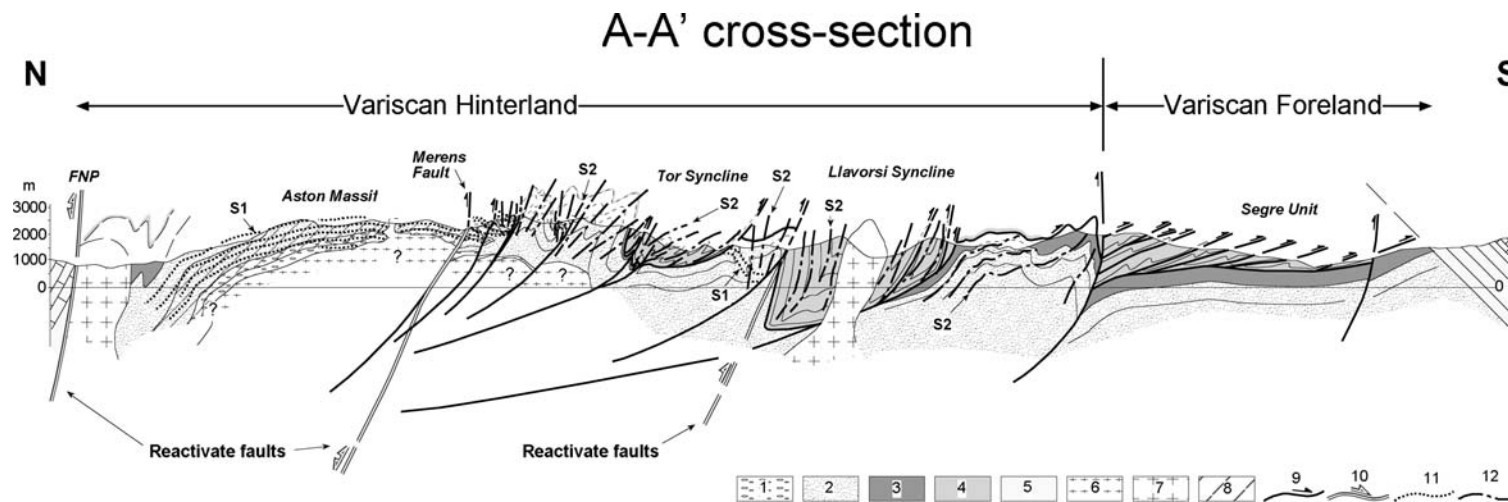 A-A' cross-section
N
S
Variscan Hinterland
Variscan Foreland
FNP
m
3000
2000
1000
0
S1
Aston Massif
Merens
Fault
S2
Tor Syncline
S2
S2
Llavorsi Syncline
S2
Segre Unit
?
?
?
?
S1
S2
0
Reactivate faults
Reactivate faults
1 2 3 4 5 6 7 8 9 10 11 12